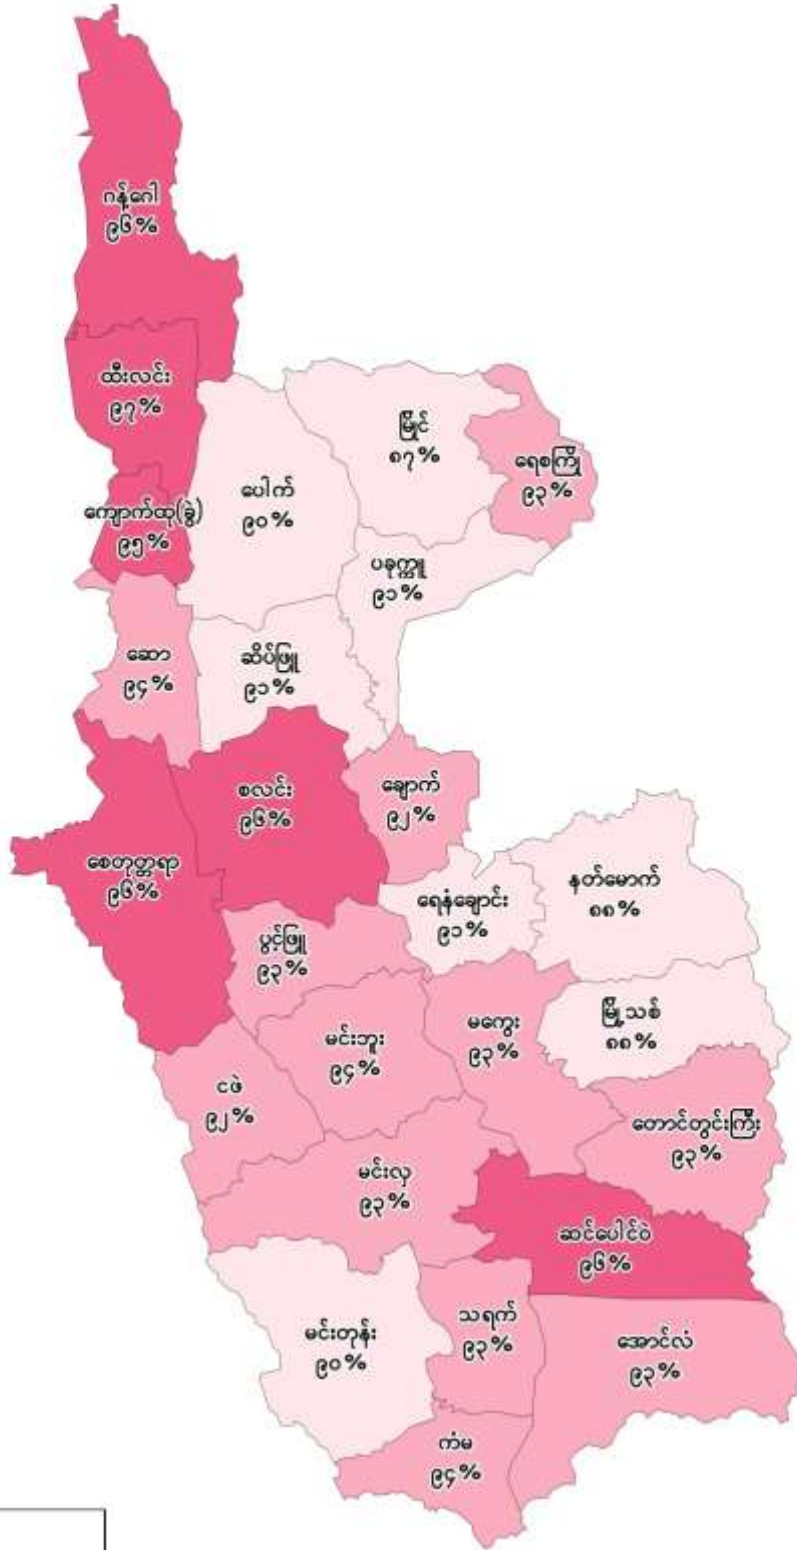 ဂန့်ဂေါ
၉၆%
ထီးလင်း
၉၇%
မြိုင်
၈၇%
ရေစကြို
၉၃%
ပေါက်
၉၀%
ကျောက်ထု(ခွဲ)
၉၅%
ပခုက္ကူ
၉၁%
ဆော
၉၄%
ဆိပ်ဖြူ
၉၁%
စလင်း
၉၆%
ချောက်
၉၂%
စေတုတ္တရာ
၉၆%
ရေနံချောင်း
၉၁%
နတ်မောက်
၈၈%
ပွင့်ဖြူ
၉၃%
မင်းဘူး
၉၄%
မကွေး
၉၃%
မြို့သစ်
၈၈%
ငဖဲ
၉၂%
တောင်တွင်းကြီး
၉၃%
မင်းလှ
၉၃%
ဆင်ပေါင်ဝဲ
၉၆%
မင်းတုန်း
၉၀%
သရက်
၉၃%
အောင်လံ
၉၃%
ကံမ
၉၄%